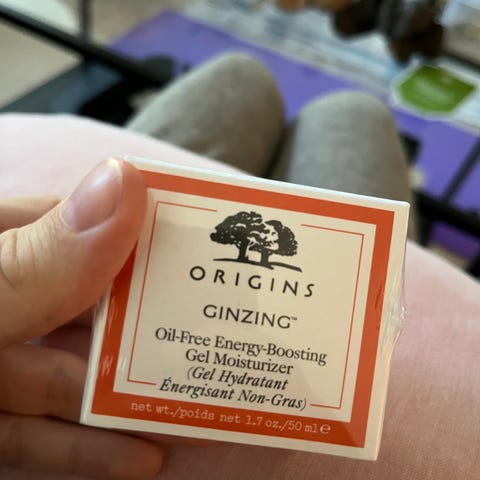 ORIGINS
GINZING™
Oil-Free Energy-Boosting
Gel Moisturizer
(Gel Hydratant
Énergisant Non-Gras)
net wt./poids net 1.7 oz./50 ml e